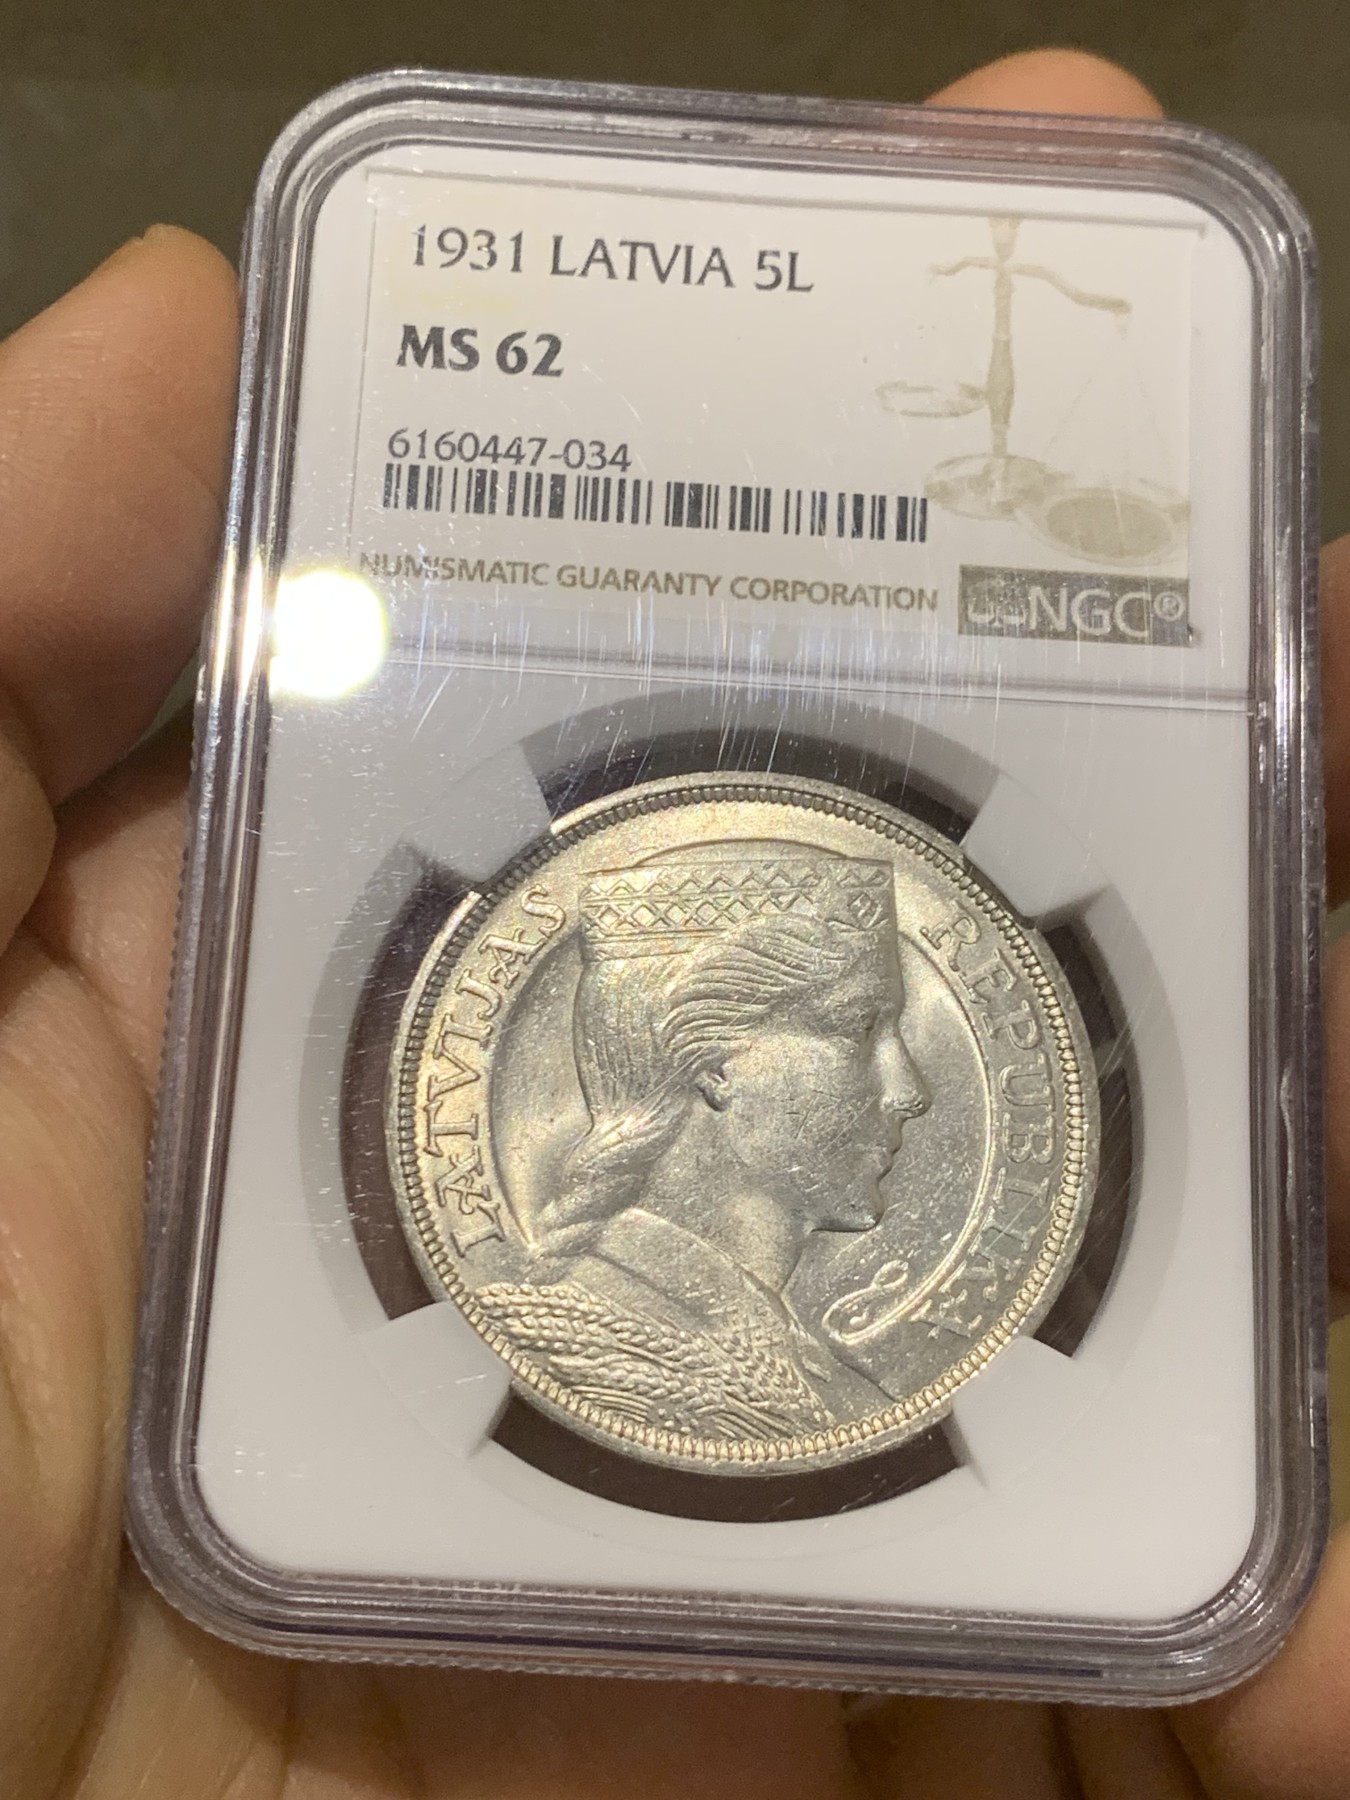 1931 LATVIA 5L
MS 62
6160447-034
NUMISMATIC GUARANTY CORPORATION
NGC®
LATVIJAS
REPUBLIKA